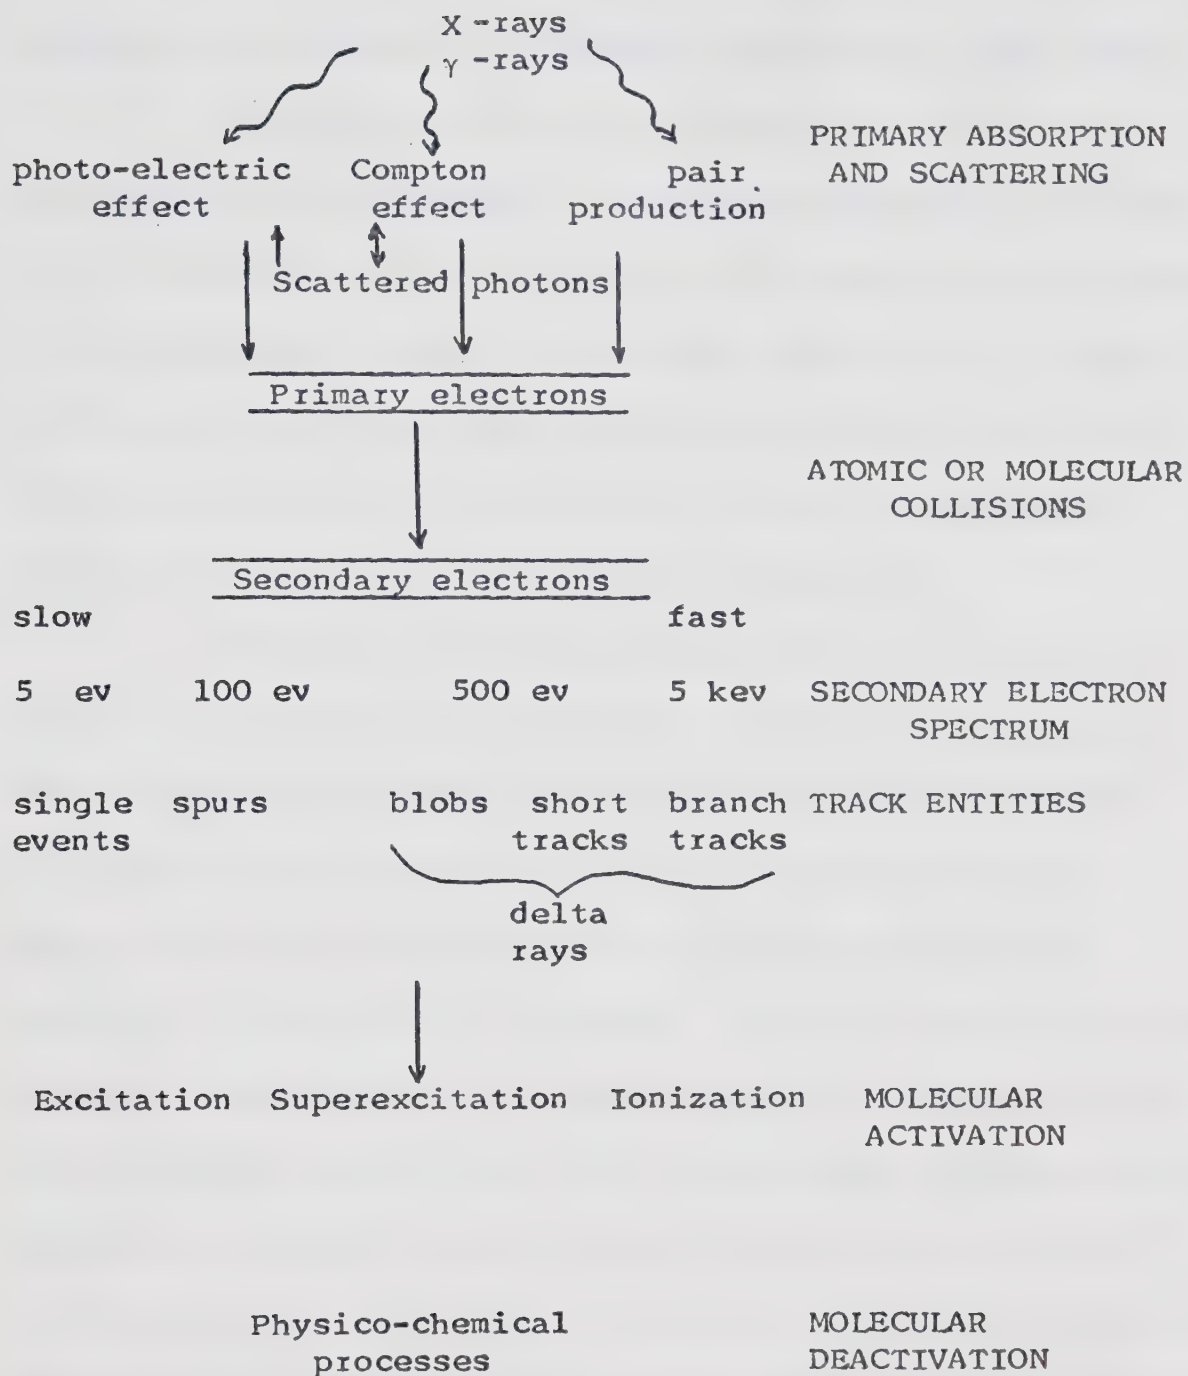 X-rays
γ-rays
PRIMARY ABSORPTION
AND SCATTERING
photo-electric Compton pair
effect effect production
Scattered photons
Primary electrons
ATOMIC OR MOLECULAR
COLLISIONS
Secondary electrons
slow fast
5 ev 100 ev 500 ev 5 kev SECONDARY ELECTRON
SPECTRUM
single spurs blobs short branch TRACK ENTITIES
events tracks tracks
delta
rays
Excitation Superexcitation Ionization MOLECULAR
ACTIVATION
Physico-chemical MOLECULAR
processes DEACTIVATION